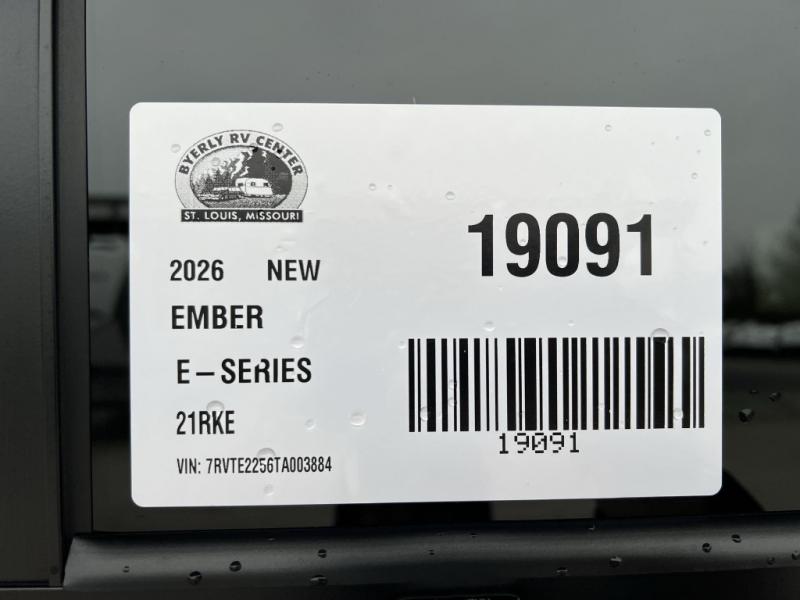 BYERLY RV CENTER
ST. LOUIS, MISSOURI
19091
2026 NEW
EMBER
E-SERIES
21RKE
VIN: 7RVTE2256TA003884
19091